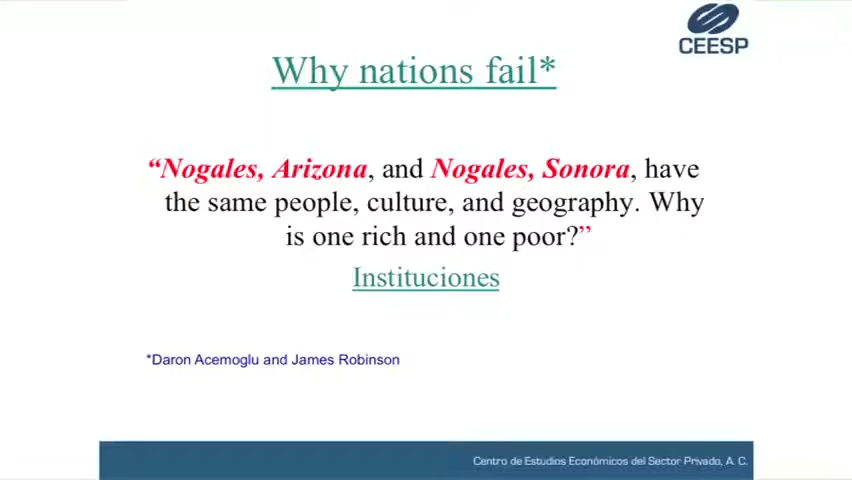 CEESP
Why nations fail*
“Nogales, Arizona, and Nogales, Sonora, have
the same people, culture, and geography. Why
is one rich and one poor?”
Instituciones
*Daron Acemoglu and James Robinson
Centro de Estudios Económicos del Sector Privado, A. C.